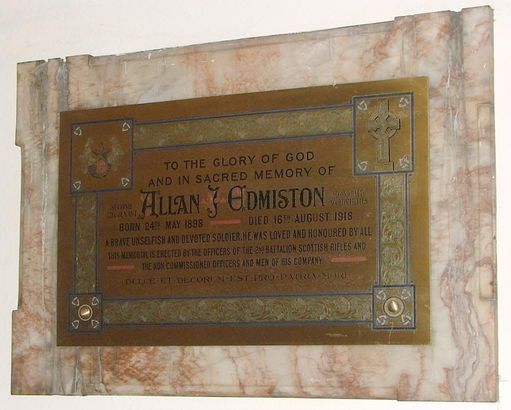 TO THE GLORY OF GOD
AND IN SACRED MEMORY OF
SECOND LIEUTENANT ALLAN J EDMISTON
BORN 24TH MAY 1898 DIED 16TH AUGUST 1918
A BRAVE UNSELFISH AND DEVOTED SOLDIER. HE WAS LOVED AND HONOURED BY ALL
THIS MEMORIAL IS ERECTED BY THE OFFICERS OF THE 2ND BATTALION SCOTTISH RIFLES AND
THE NON COMMISSIONED OFFICERS AND MEN OF HIS COMPANY.
DULCE·ET·DECORUM·EST·PRO·PATRIA·MORI